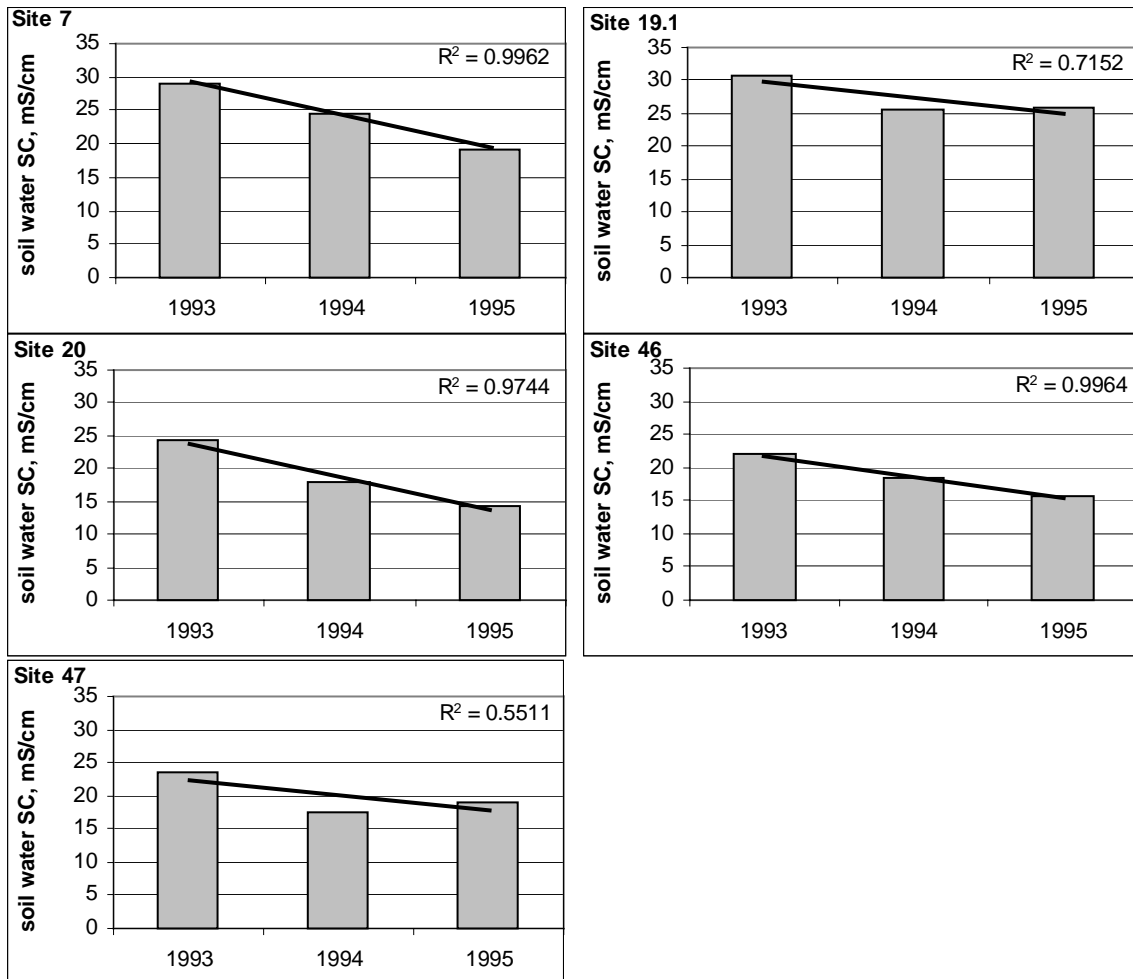 Site 7
R² = 0.9962
soil water SC, mS/cm
35
30
25
20
15
10
5
0
1993 1994 1995
Site 19.1
R² = 0.7152
soil water SC, mS/cm
35
30
25
20
15
10
5
0
1993 1994 1995
Site 20
R² = 0.9744
soil water SC, mS/cm
35
30
25
20
15
10
5
0
1993 1994 1995
Site 46
R² = 0.9964
soil water SC, mS/cm
35
30
25
20
15
10
5
0
1993 1994 1995
Site 47
R² = 0.5511
soil water SC, mS/cm
35
30
25
20
15
10
5
0
1993 1994 1995